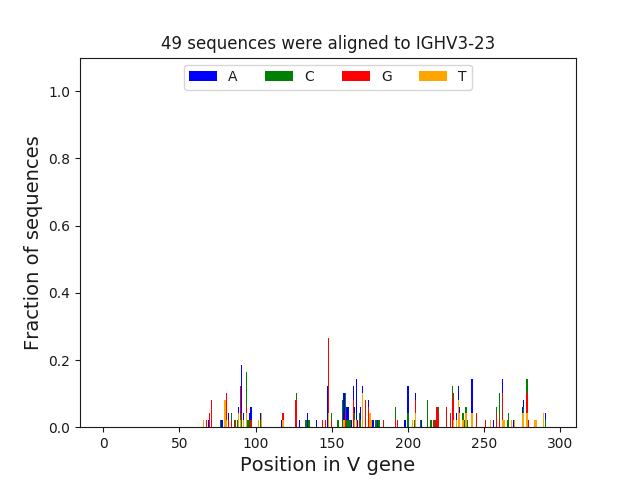 49 sequences were aligned to IGHV3-23
A C G T
1.0
0.8
0.6
0.4
0.2
0.0
Fraction of sequences
0 50 100 150 200 250 300
Position in V gene